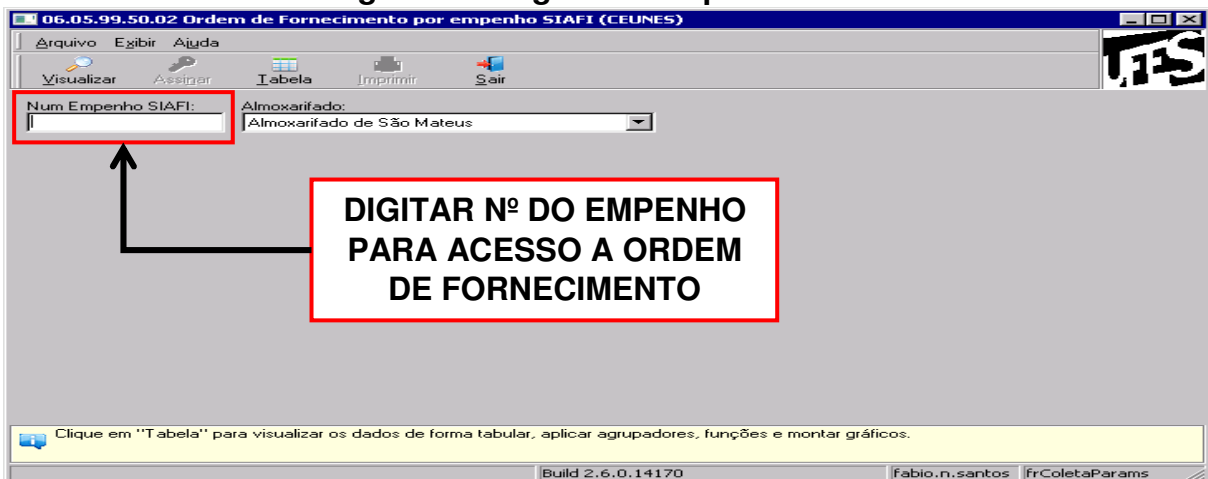 06.05.99.50.02 Ordem de Fornecimento por empenho SIAFI (CEUNES)
Arquivo Exibir Ajuda
Visualizar Assinar Tabela Imprimir Sair
UFES
Num Empenho SIAFI: Almoxarifado:
Almoxarifado de São Mateus
DIGITAR Nº DO EMPENHO
PARA ACESSO A ORDEM
DE FORNECIMENTO
Clique em "Tabela" para visualizar os dados de forma tabular, aplicar agrupadores, funções e montar gráficos.
Build 2.6.0.14170 fabio.n.santos frColetaParams